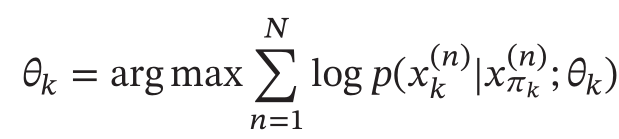 θ_k = arg max ∑_{n=1}^{N} log p(x_k^{(n)}|x_{π_k}^{(n)}; θ_k)